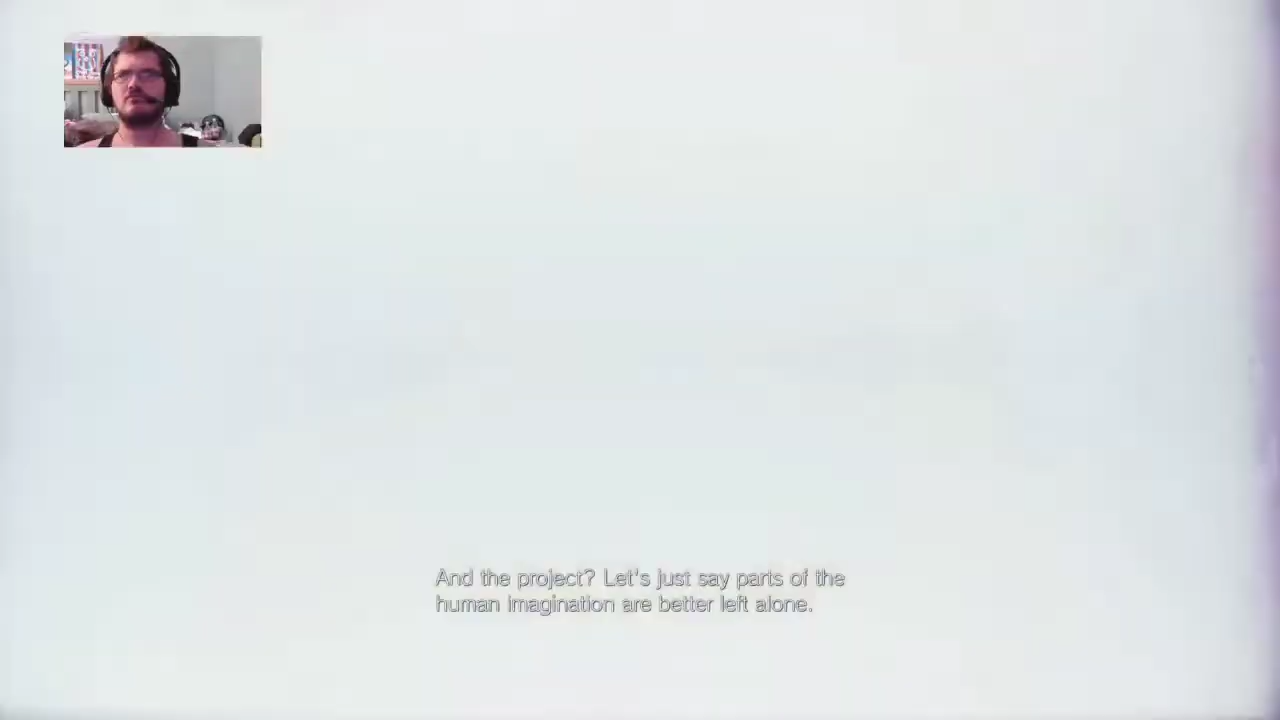 And the project? Let's just say parts of the
human imagination are better left alone.